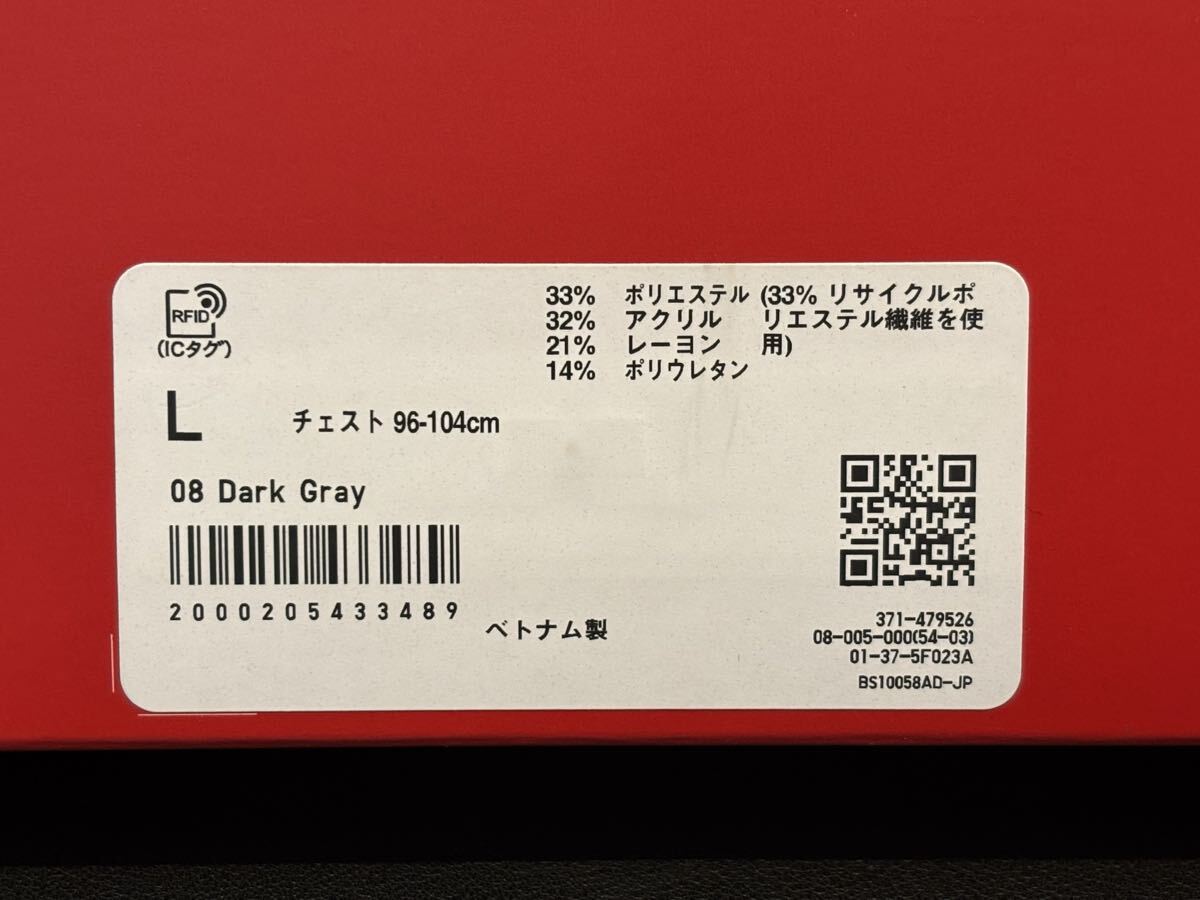 RFID
(ICタグ)
33% ポリエステル (33% リサイクルポ
32% アクリル リエステル繊維を使
21% レーヨン 用)
14% ポリウレタン
L チェスト 96-104cm
08 Dark Gray
2000205433489
ベトナム製
371-479526
08-005-000(54-03)
01-37-5F023A
BS10058AD-JP